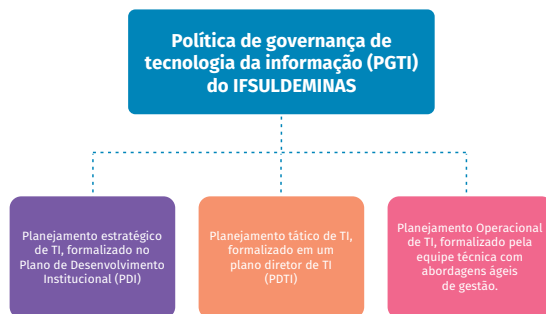 Política de governança de
tecnologia da informação (PGTI)
do IFSULDEMINAS
Planejamento estratégico
de TI, formalizado no
Plano de Desenvolvimento
Institucional (PDI)
Planejamento tático de TI,
formalizado em um
plano diretor de TI
(PDTI)
Planejamento Operacional
de TI, formalizado pela
equipe técnica com
abordagens ágeis
de gestão.